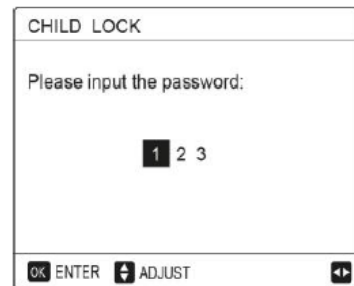 CHILD LOCK
Please input the password:
1 2 3
OK ENTER ADJUST